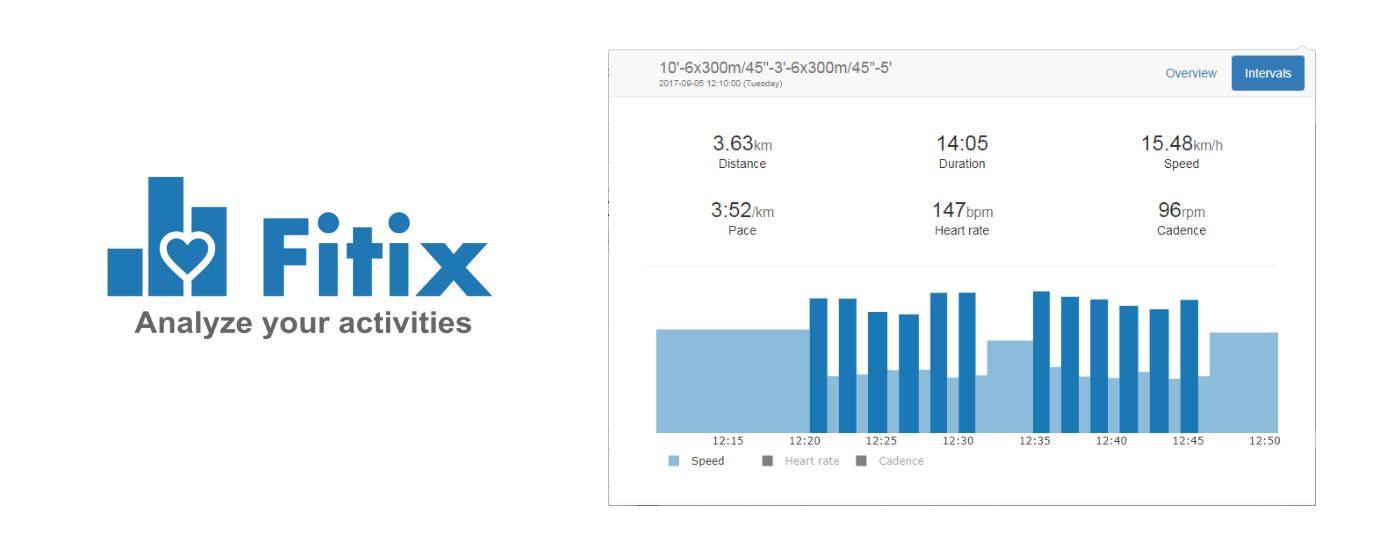 Fitix
Analyze your activities
10'-6x300m/45"-3'-6x300m/45"-5'
2017-09-05 12:10:00 (Tuesday)
Overview Intervals
3.63km 14:05 15.48km/h
Distance Duration Speed
3:52/km 147bpm 96rpm
Pace Heart rate Cadence
12:15 12:20 12:25 12:30 12:35 12:40 12:45 12:50
Speed Heart rate Cadence